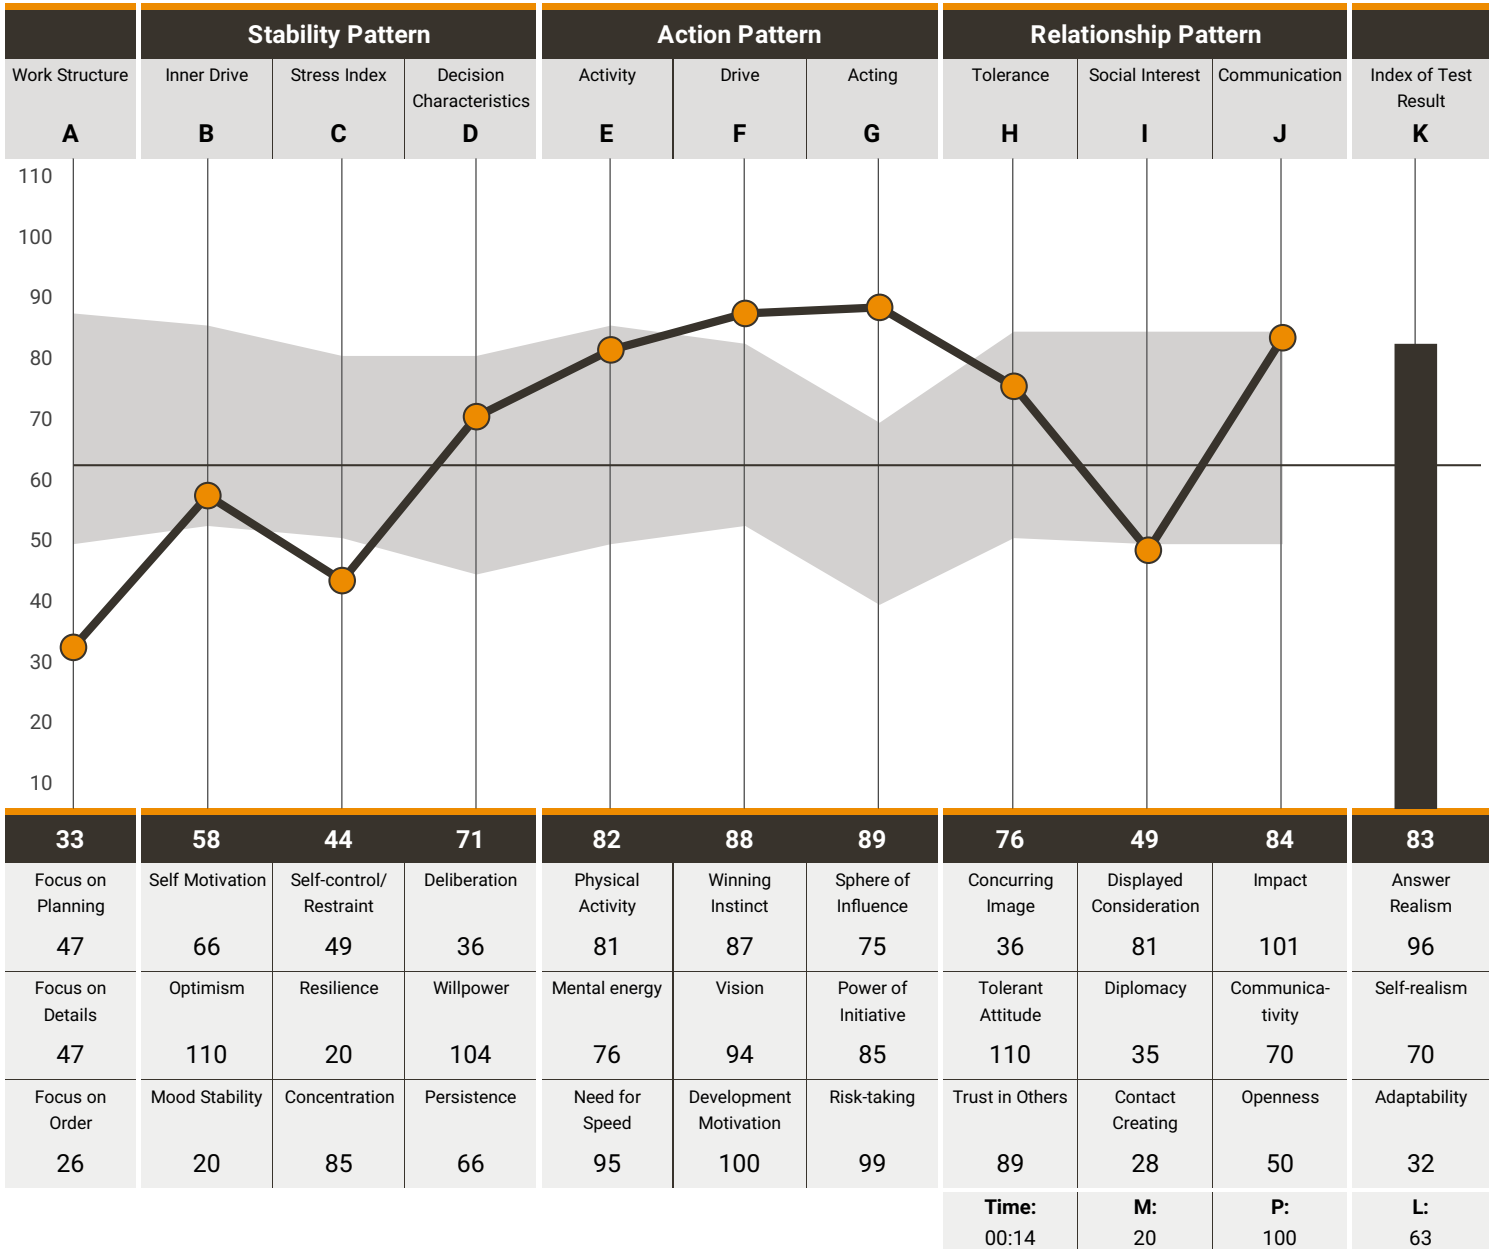 Stability Pattern Action Pattern Relationship Pattern
Work Structure Inner Drive Stress Index Decision Activity Drive Acting Tolerance Social Interest Communication Index of Test
Characteristics Result
A B C D E F G H I J K
110
100
90
80
70
60
50
40
30
20
10
33 58 44 71 82 88 89 76 49 84 83
Focus on Self Motivation Self-control/ Deliberation Physical Winning Sphere of Concurring Displayed Impact Answer
Planning Restraint Activity Instinct Influence Image Consideration Realism
47 66 49 36 81 87 75 36 81 101 96
Focus on Optimism Resilience Willpower Mental energy Vision Power of Tolerant Diplomacy Communica- Self-realism
Details Initiative Attitude tivity
47 110 20 104 76 94 85 110 35 70 70
Focus on Mood Stability Concentration Persistence Need for Development Risk-taking Trust in Others Contact Openness Adaptability
Order Speed Motivation Creating
26 20 85 66 95 100 99 89 28 50 32
Time: M: P: L:
00:14 20 100 63